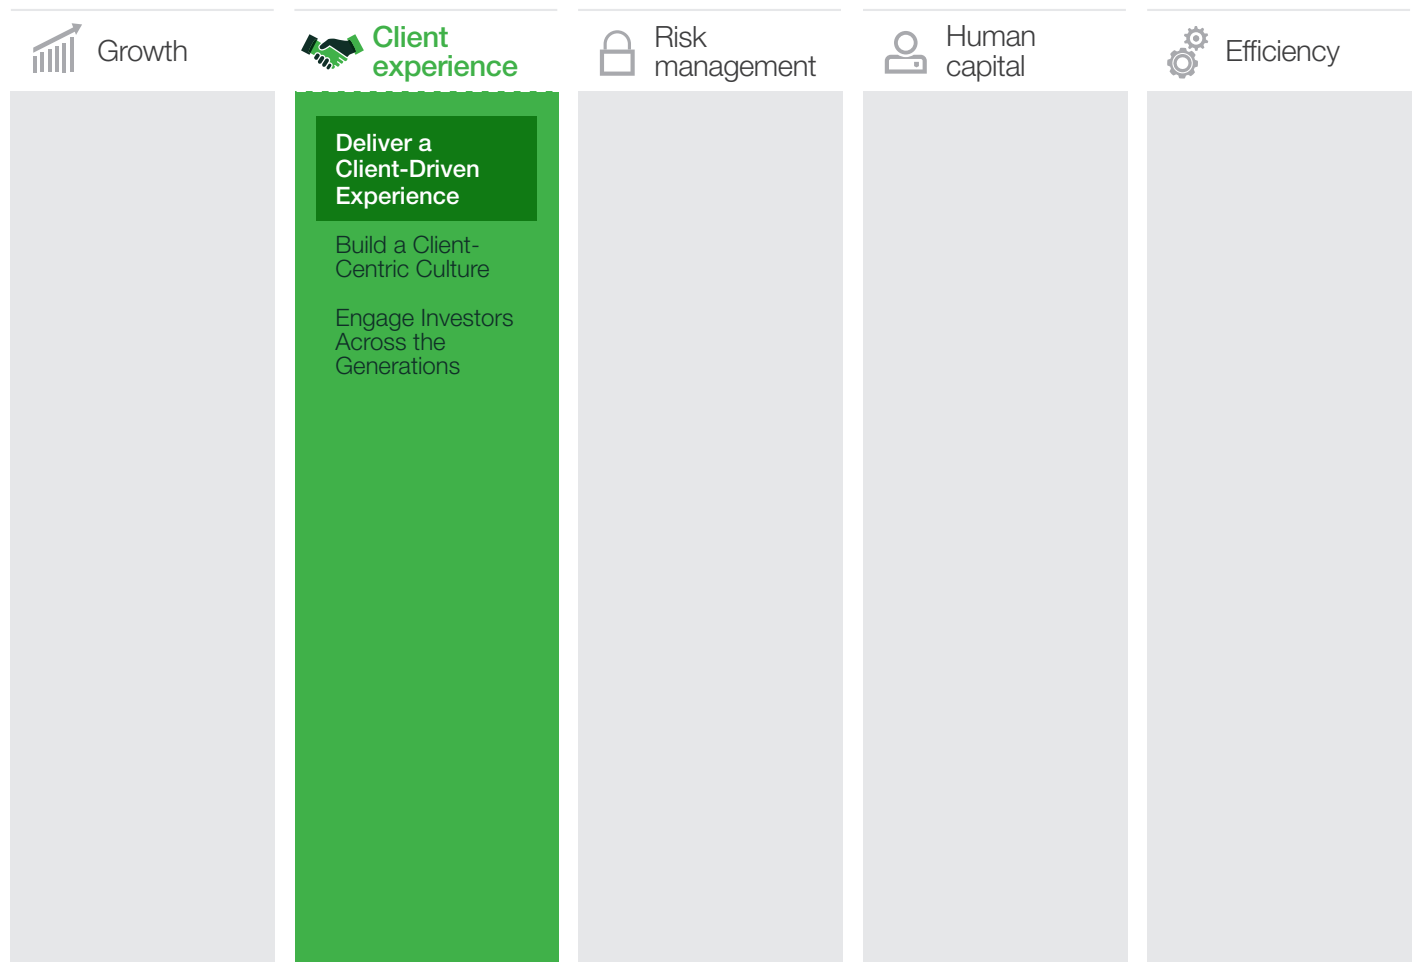 Growth
Client
experience
Risk
management
Human
capital
Efficiency
Deliver a
Client-Driven
Experience
Build a Client-
Centric Culture
Engage Investors
Across the
Generations